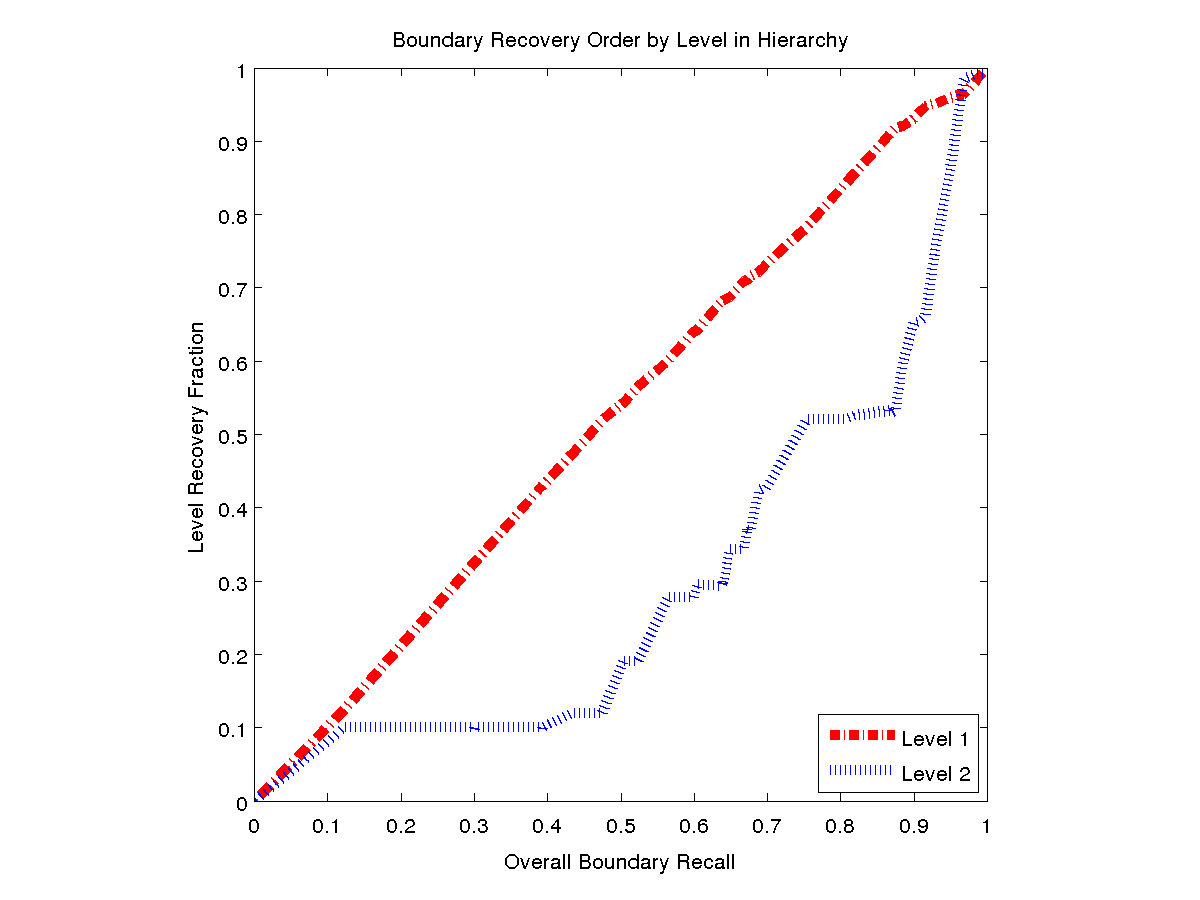 Boundary Recovery Order by Level in Hierarchy
Level Recovery Fraction
1
0.9
0.8
0.7
0.6
0.5
0.4
0.3
0.2
0.1
0
0 0.1 0.2 0.3 0.4 0.5 0.6 0.7 0.8 0.9 1
Overall Boundary Recall
Level 1
Level 2